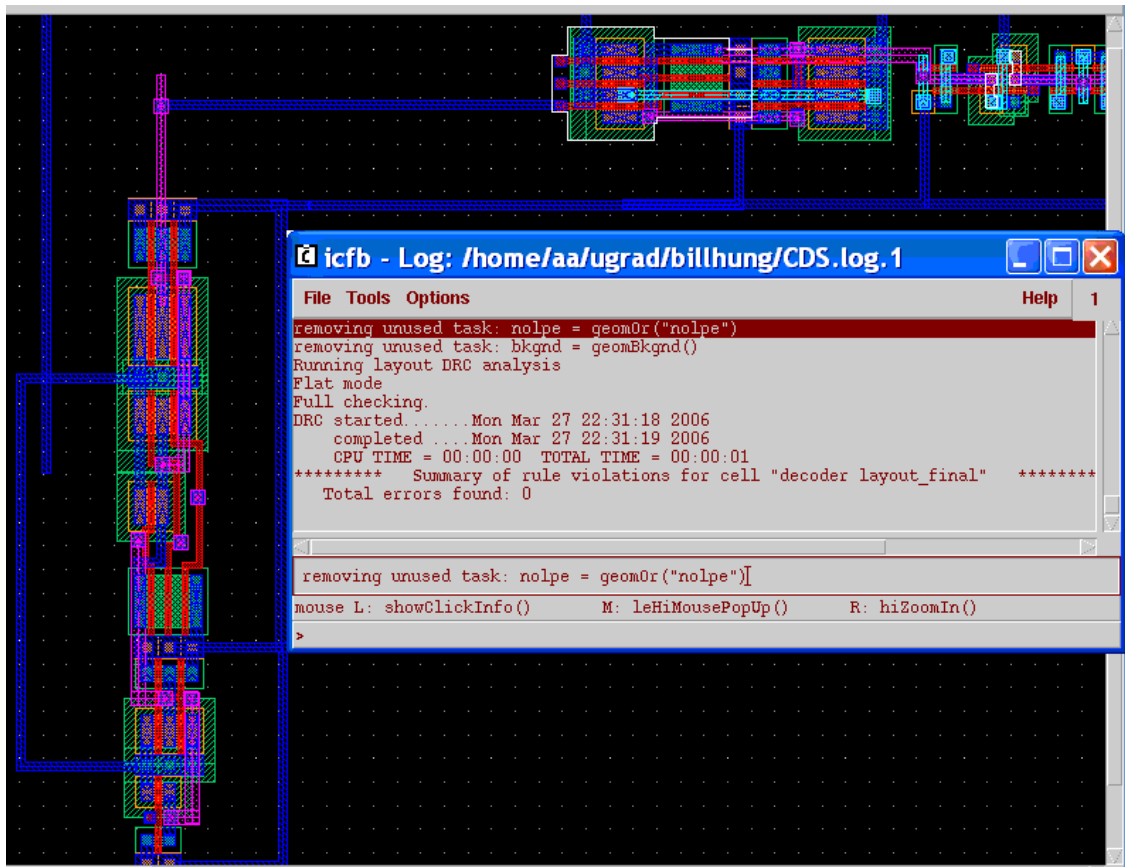 icfb - Log: /home/aa/ugrad/billhung/CDS.log.1
File Tools Options Help 1
removing unused task: nolpe = geomOr("nolpe")
removing unused task: bkgnd = geomBkgnd()
Running layout DRC analysis
Flat mode
Full checking.
DRC started.......Mon Mar 27 22:31:18 2006
completed ....Mon Mar 27 22:31:19 2006
CPU TIME = 00:00:00 TOTAL TIME = 00:00:01
********* Summary of rule violations for cell "decoder layout_final" ********
Total errors found: 0
removing unused task: nolpe = geomOr("nolpe")
mouse L: showClickInfo() M: leHiMousePopUp() R: hiZoomIn()
>